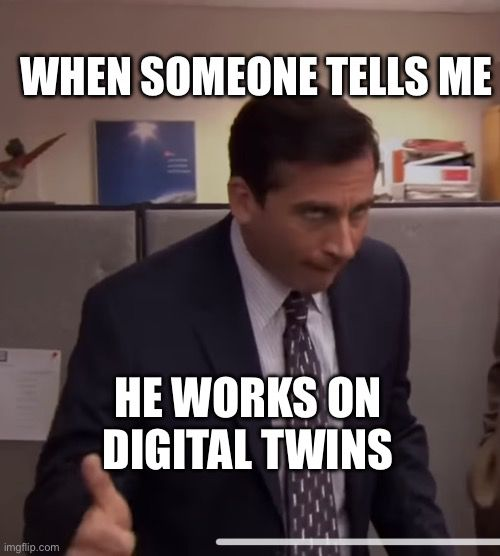 WHEN SOMEONE TELLS ME
HE WORKS ON
DIGITAL TWINS
imgflip.com